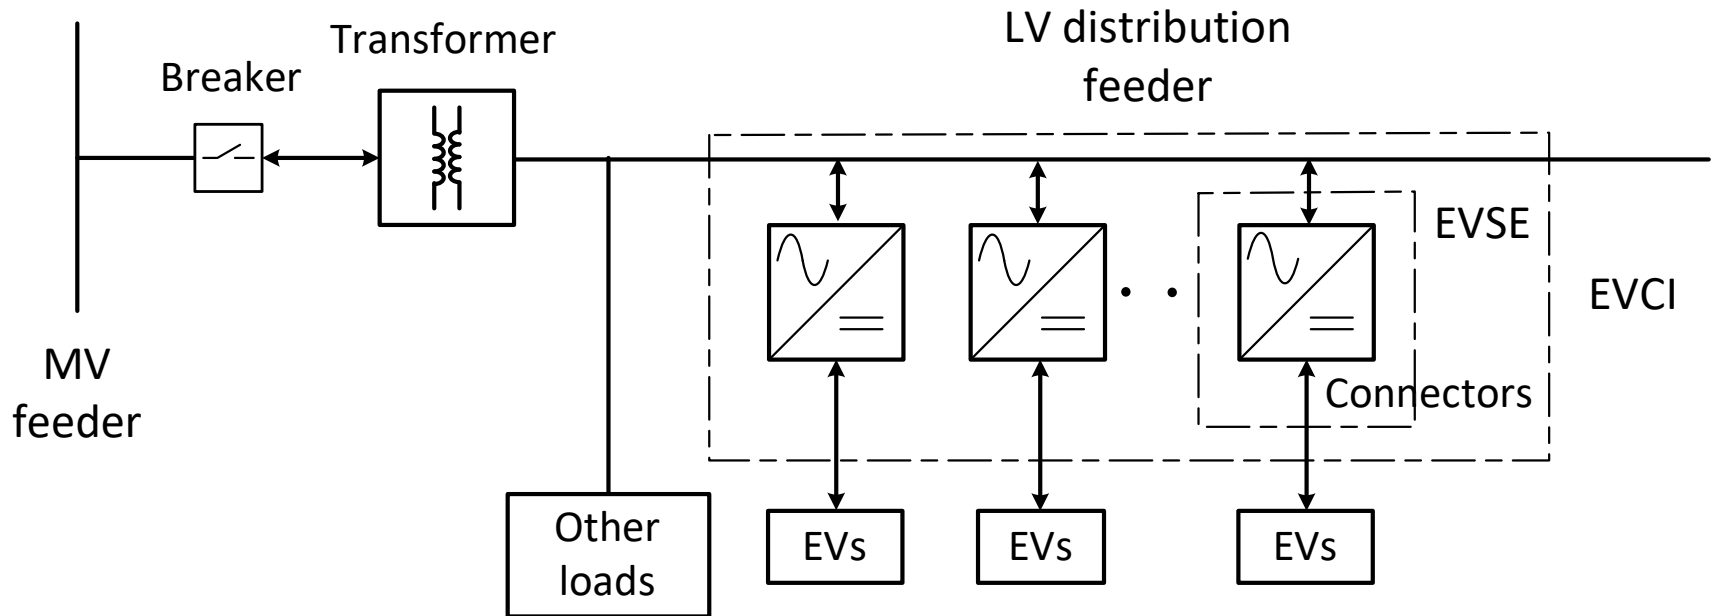 LV distribution
feeder
Transformer
Breaker
EVSE
EVCI
MV
feeder
Connectors
Other
loads
EVs
EVs
EVs